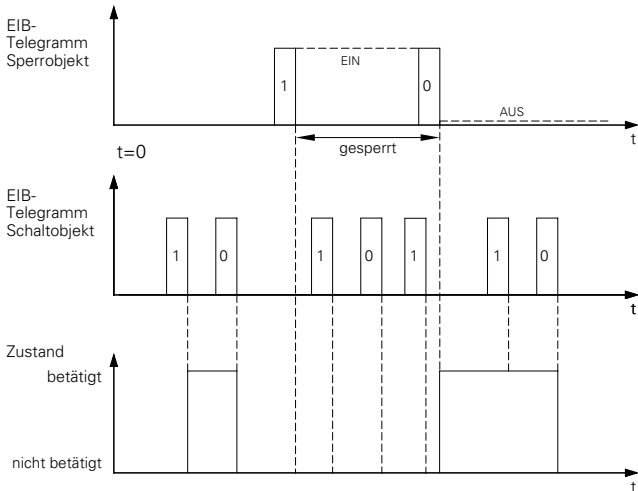 EIB-
Telegramm
Sperrobjekt
1
EIN
0
AUS
t
t=0
gesperrt
EIB-
Telegramm
Schaltobjekt
1
0
1
0
1
1
0
t
Zustand
betätigt
nicht betätigt
t